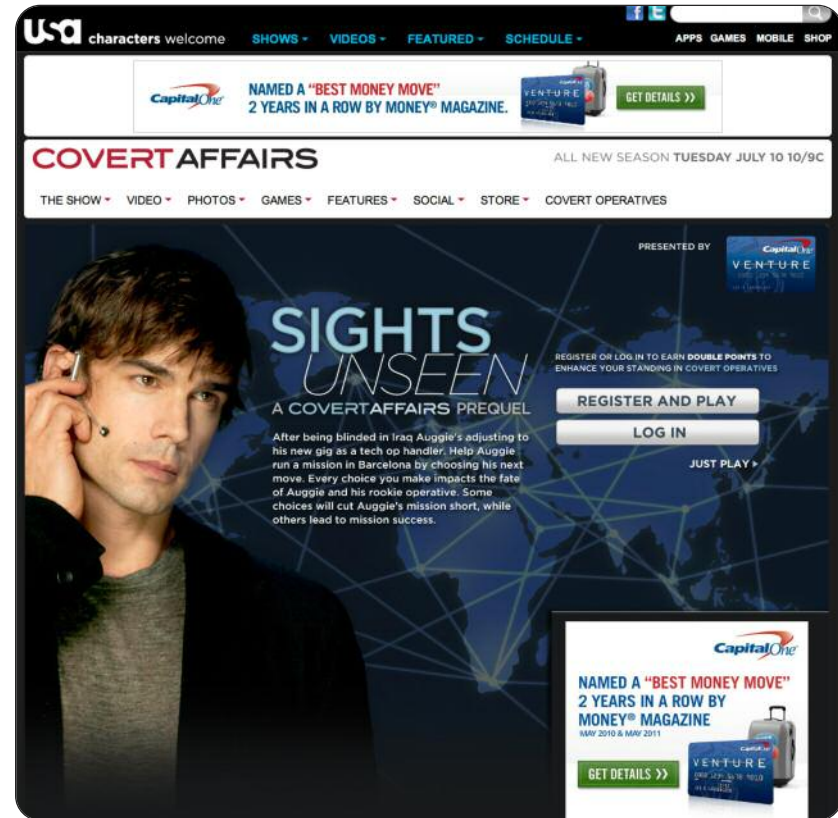 usa characters welcome
SHOWS VIDEOS FEATURED SCHEDULE
APPS GAMES MOBILE SHOP
CapitalOne
NAMED A “BEST MONEY MOVE”
2 YEARS IN A ROW BY MONEY® MAGAZINE.
VENTURE
GET DETAILS >>
COVERT AFFAIRS
ALL NEW SEASON TUESDAY JULY 10 10/9C
THE SHOW VIDEO PHOTOS GAMES FEATURES SOCIAL STORE COVERT OPERATIVES
PRESENTED BY
CapitalOne
VENTURE
SIGHTS
UNSEEN
A COVERTAFFAIRS PREQUEL
After being blinded in Iraq Auggie's adjusting to
his new gig as a tech op handler. Help Auggie
run a mission in Barcelona by choosing his next
move. Every choice you make impacts the fate
of Auggie and his rookie operative. Some
choices will cut Auggie's mission short, while
others lead to mission success.
REGISTER OR LOG IN TO EARN DOUBLE POINTS TO
ENHANCE YOUR STANDING IN COVERT OPERATIVES
REGISTER AND PLAY
LOG IN
JUST PLAY
CapitalOne
NAMED A “BEST MONEY MOVE”
2 YEARS IN A ROW BY
MONEY® MAGAZINE
MAY 2010 & MAY 2011
CapitalOne
VENTURE
GET DETAILS >>